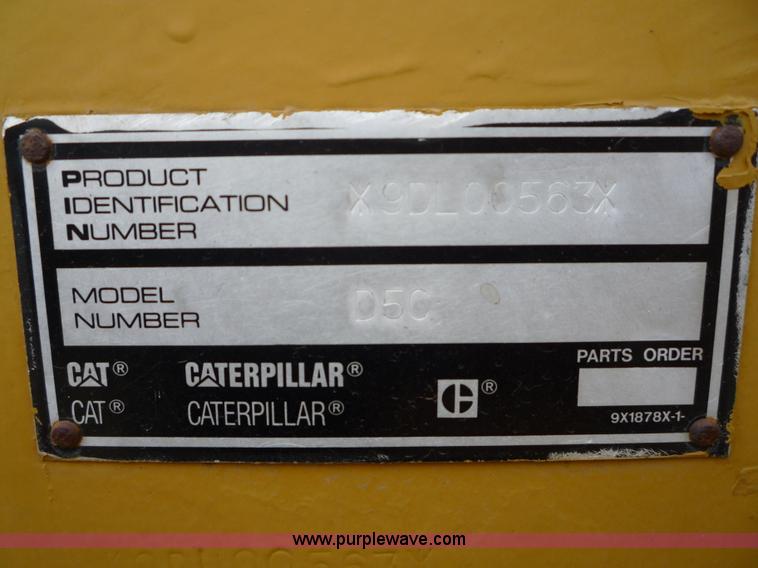 PRODUCT
IDENTIFICATION
NUMBER
X9DL00563X
MODEL
NUMBER
D5C
CAT® CATERPILLAR®
CAT® CATERPILLAR®
C®
PARTS ORDER
9X1878X-1-
www.purplewave.com